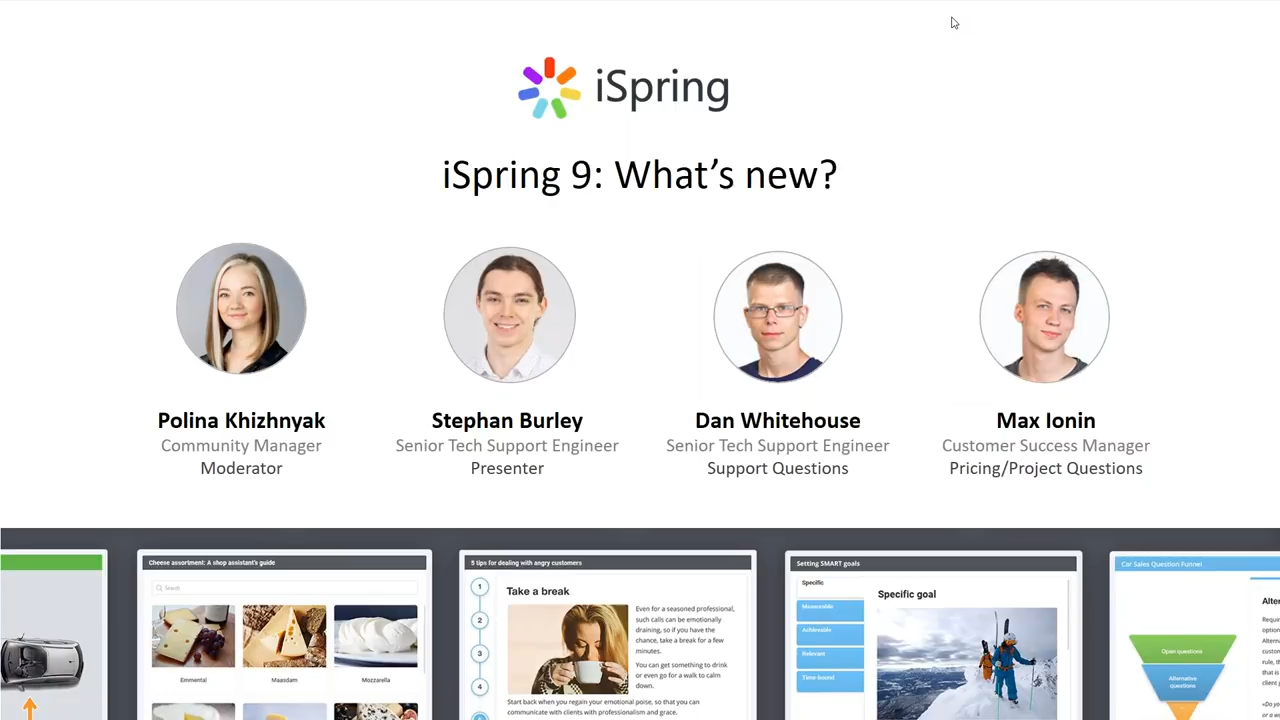 iSpring
iSpring 9: What's new?
Polina Khizhnyak
Community Manager
Moderator
Stephan Burley
Senior Tech Support Engineer
Presenter
Dan Whitehouse
Senior Tech Support Engineer
Support Questions
Max Ionin
Customer Success Manager
Pricing/Project Questions
Cheese assortment: A shop assistant's guide
Search
Emmental
Maasdam
Mozzarella
5 tips for dealing with angry customers
1
2
3
4
Take a break
Even for a seasoned professional,
such calls can be emotionally
draining, so if you have the
chance, take a break for a few
minutes.
You can get something to drink
or even go for a walk to calm
down.
Start back when you regain your emotional poise, so that you can
communicate with clients with professionalism and grace.
Setting SMART goals
Specific
Measurable
Achievable
Relevant
Time-bound
Specific goal
Car Sales Question Funnel
Open questions
Alternative
questions